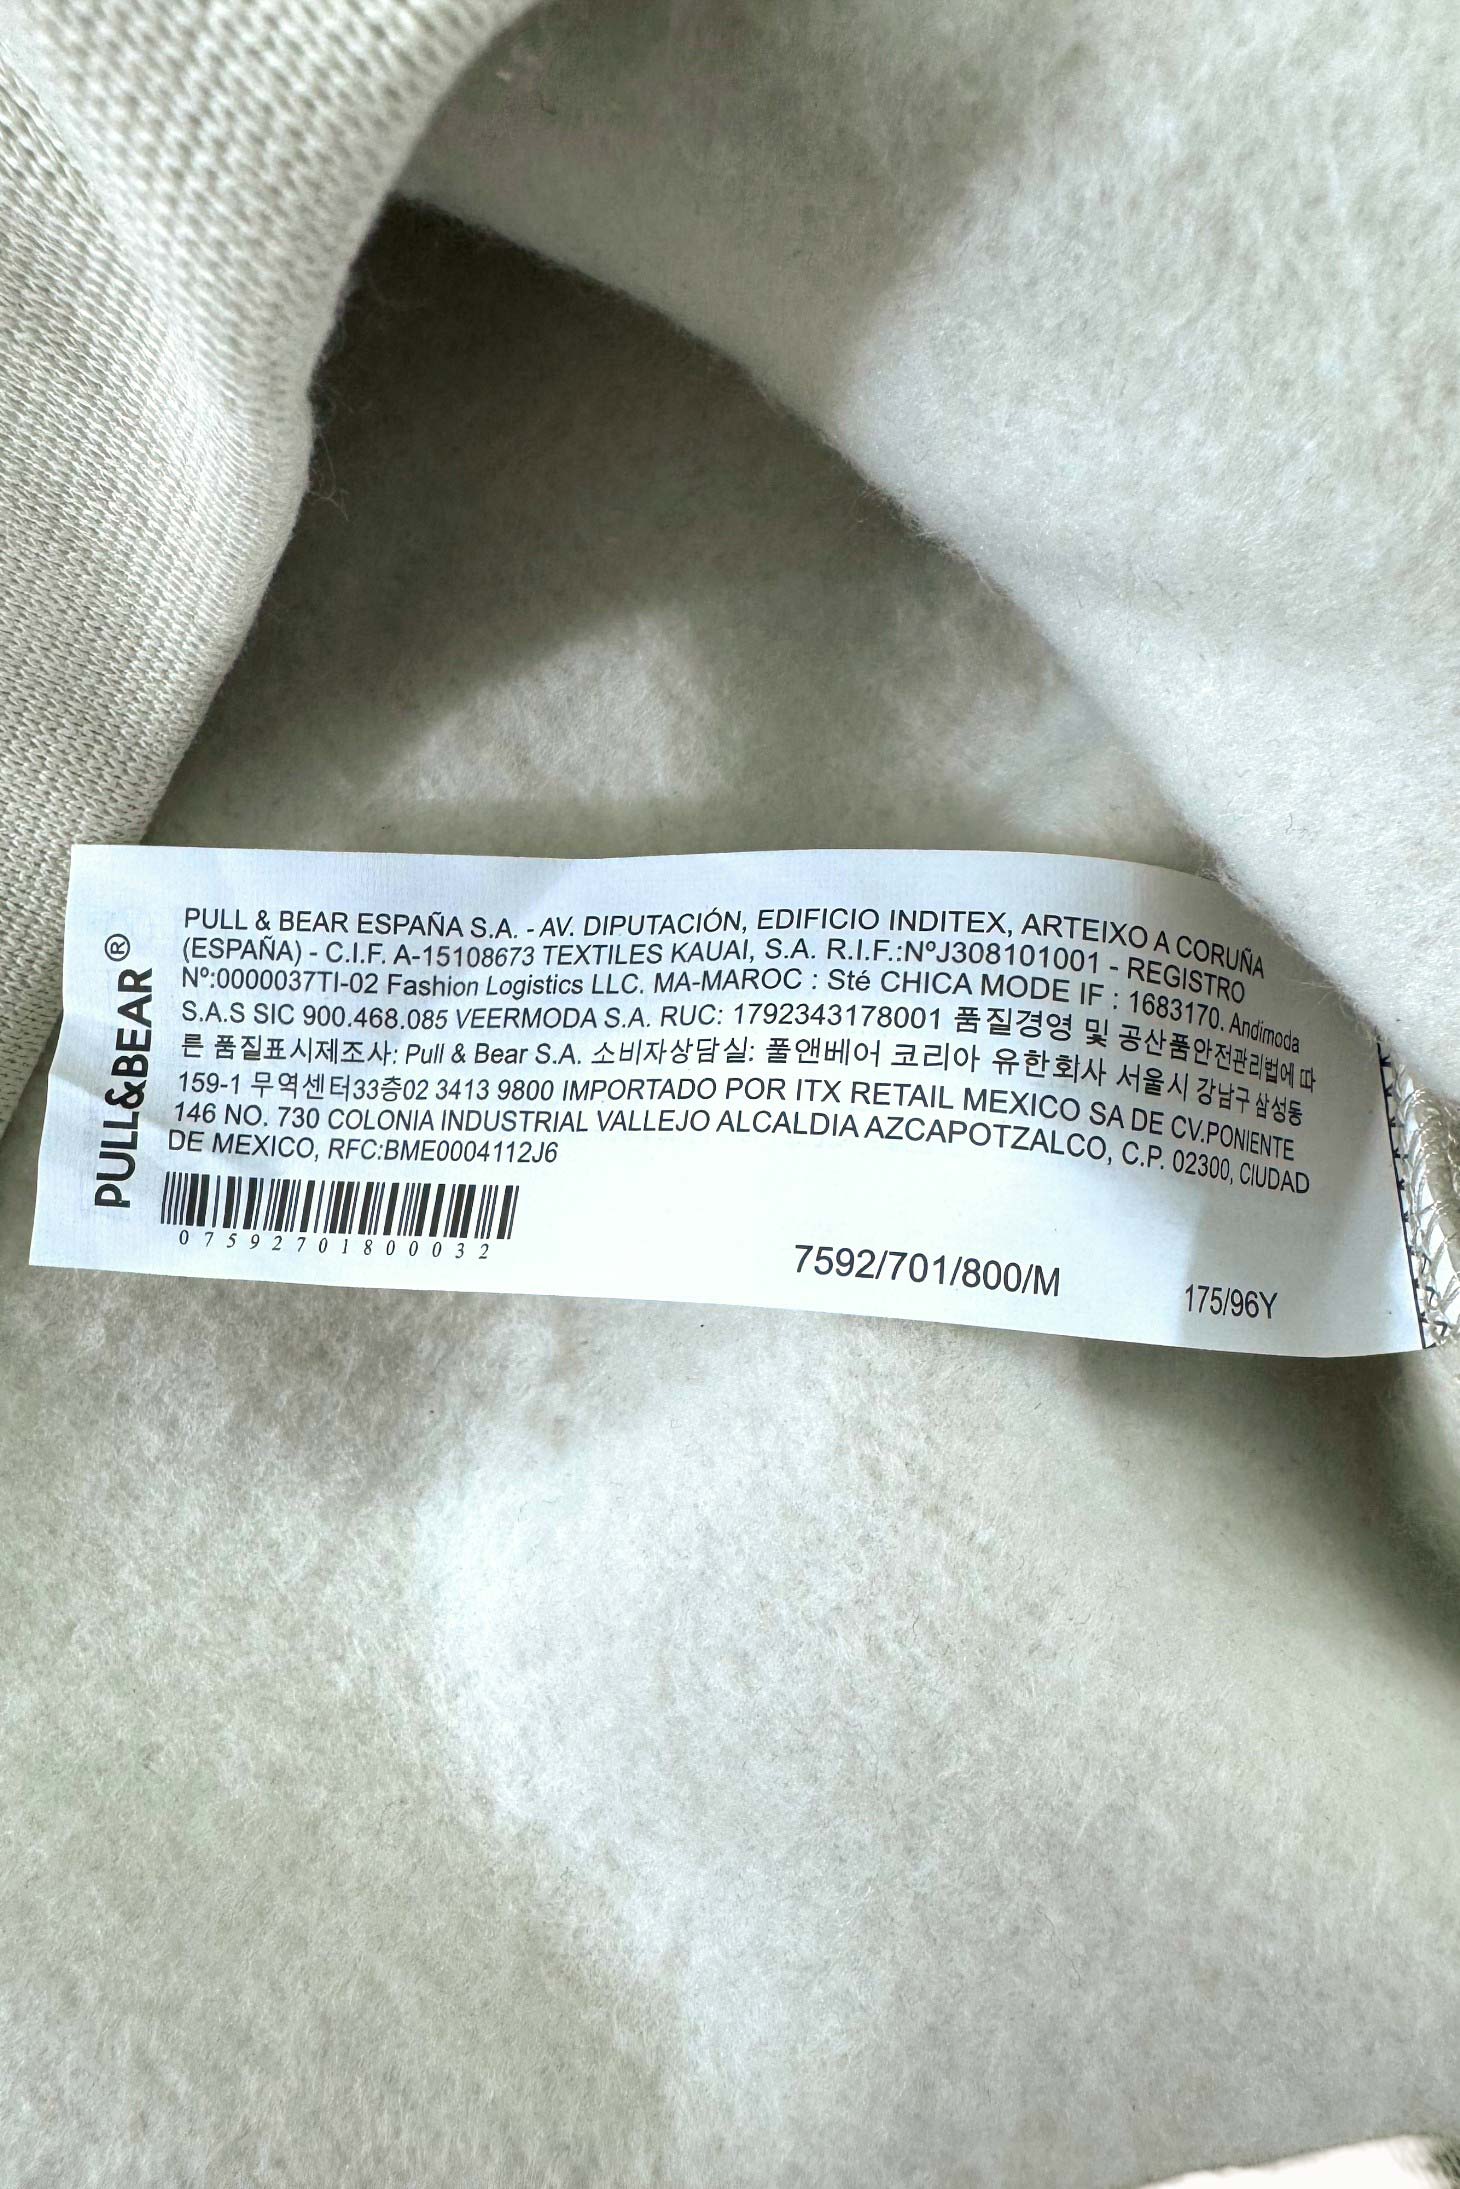 PULL&BEAR®
PULL & BEAR ESPAÑA S.A. - AV. DIPUTACIÓN, EDIFICIO INDITEX, ARTEIXO A CORUÑA
(ESPAÑA) - C.I.F. A-15108673 TEXTILES KAUAI, S.A. R.I.F.:NºJ308101001 - REGISTRO
Nº:0000037TI-02 Fashion Logistics LLC. MA-MAROC : Sté CHICA MODE IF : 1683170. Andimoda
S.A.S SIC 900.468.085 VEERMODA S.A. RUC: 1792343178001 품질경영 및 공산품안전관리법에 따
른 품질표시제조사: Pull & Bear S.A. 소비자상담실: 풀앤베어 코리아 유한회사 서울시 강남구 삼성동
159-1 무역센터33층02 3413 9800 IMPORTADO POR ITX RETAIL MEXICO SA DE CV.PONIENTE
146 NO. 730 COLONIA INDUSTRIAL VALLEJO ALCALDIA AZCAPOTZALCO, C.P. 02300, CIUDAD
DE MEXICO, RFC:BME0004112J6
07592701800032
7592/701/800/M
175/96Y